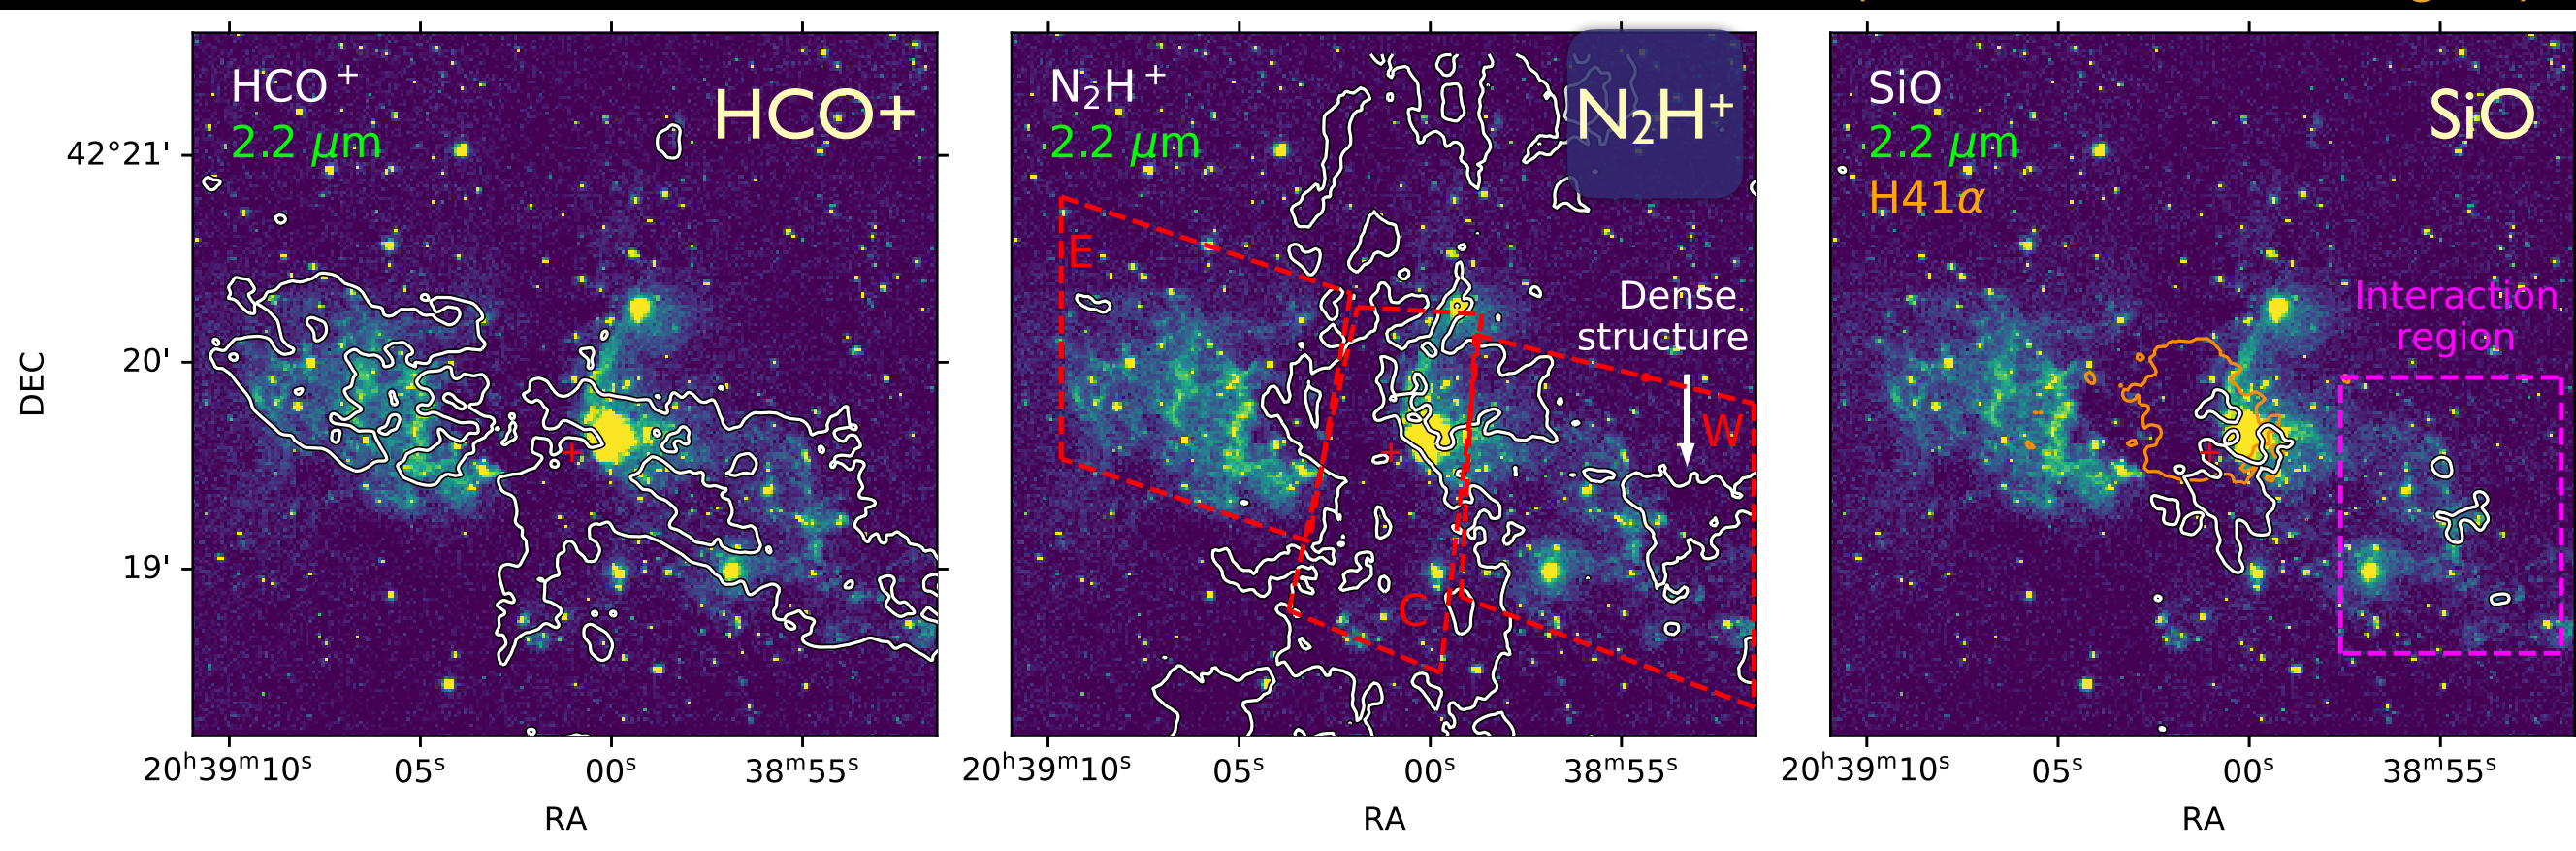 HCO⁺
2.2 μm
HCO+
N₂H⁺
2.2 μm
N₂H⁺
E
Dense
structure
W
C
SiO
2.2 μm
H41α
SiO
Interaction
region
DEC
42°21'
20'
19'
20ʰ39ᵐ10ˢ
05ˢ
00ˢ
38ᵐ55ˢ
RA
20ʰ39ᵐ10ˢ
05ˢ
00ˢ
38ᵐ55ˢ
RA
20ʰ39ᵐ10ˢ
05ˢ
00ˢ
38ᵐ55ˢ
RA